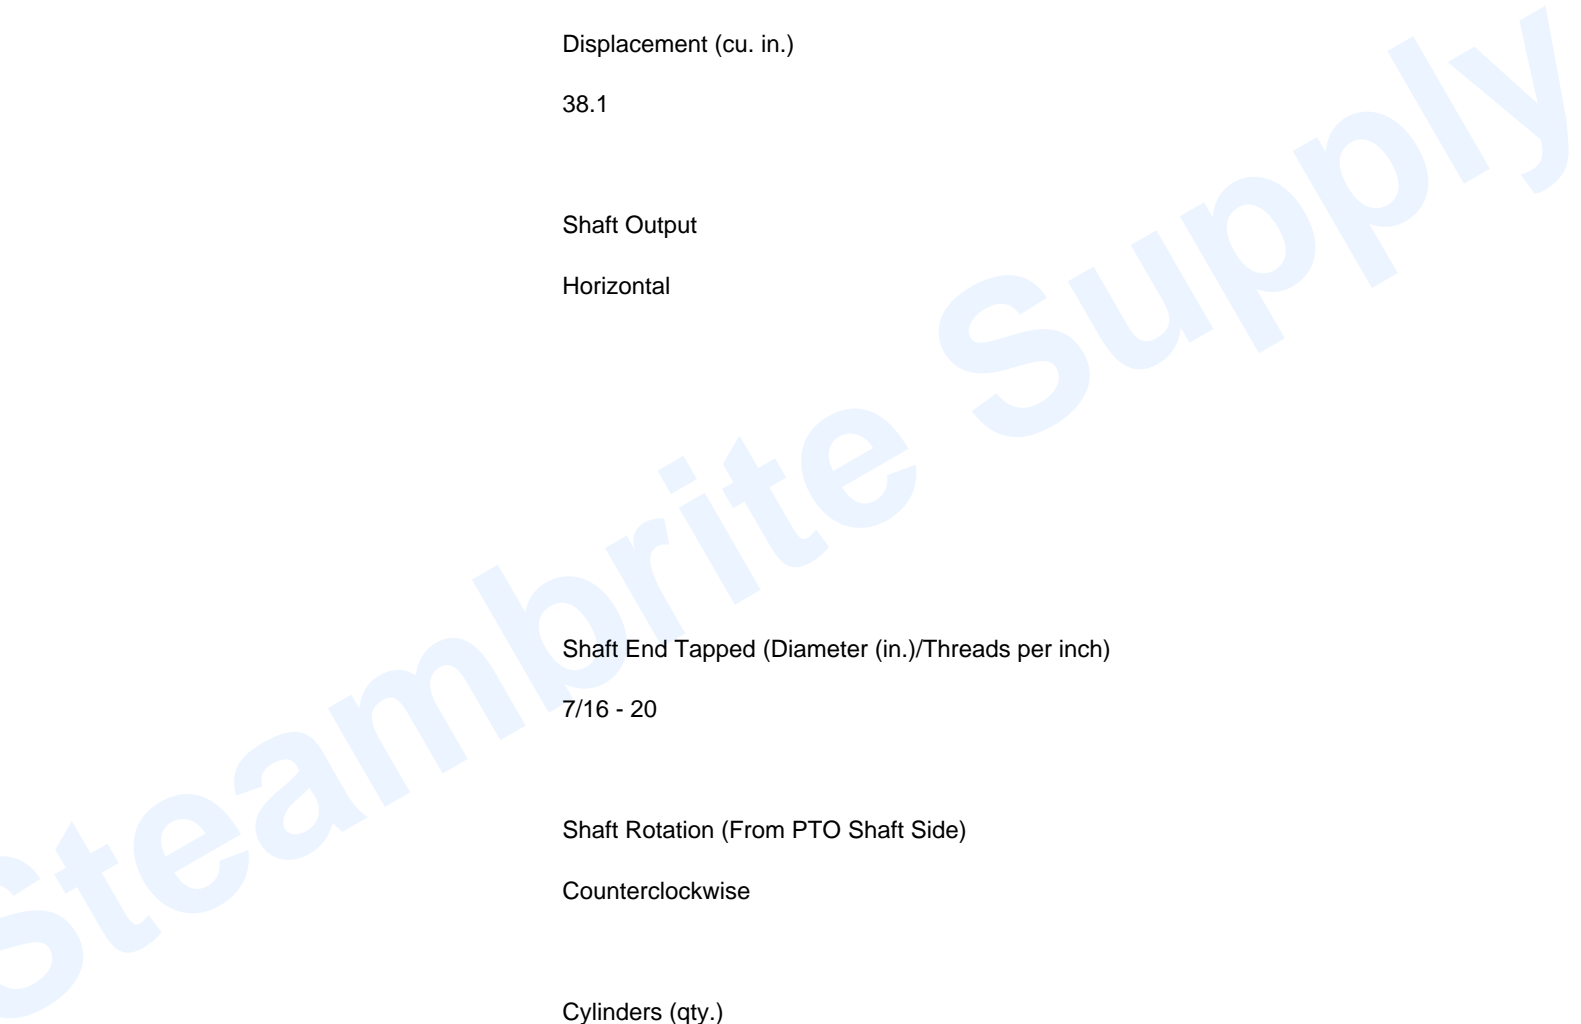 Displacement (cu. in.)
38.1
Shaft Output
Horizontal
Shaft End Tapped (Diameter (in.)/Threads per inch)
7/16 - 20
Shaft Rotation (From PTO Shaft Side)
Counterclockwise
Cylinders (qty.)
Steambrite Supply